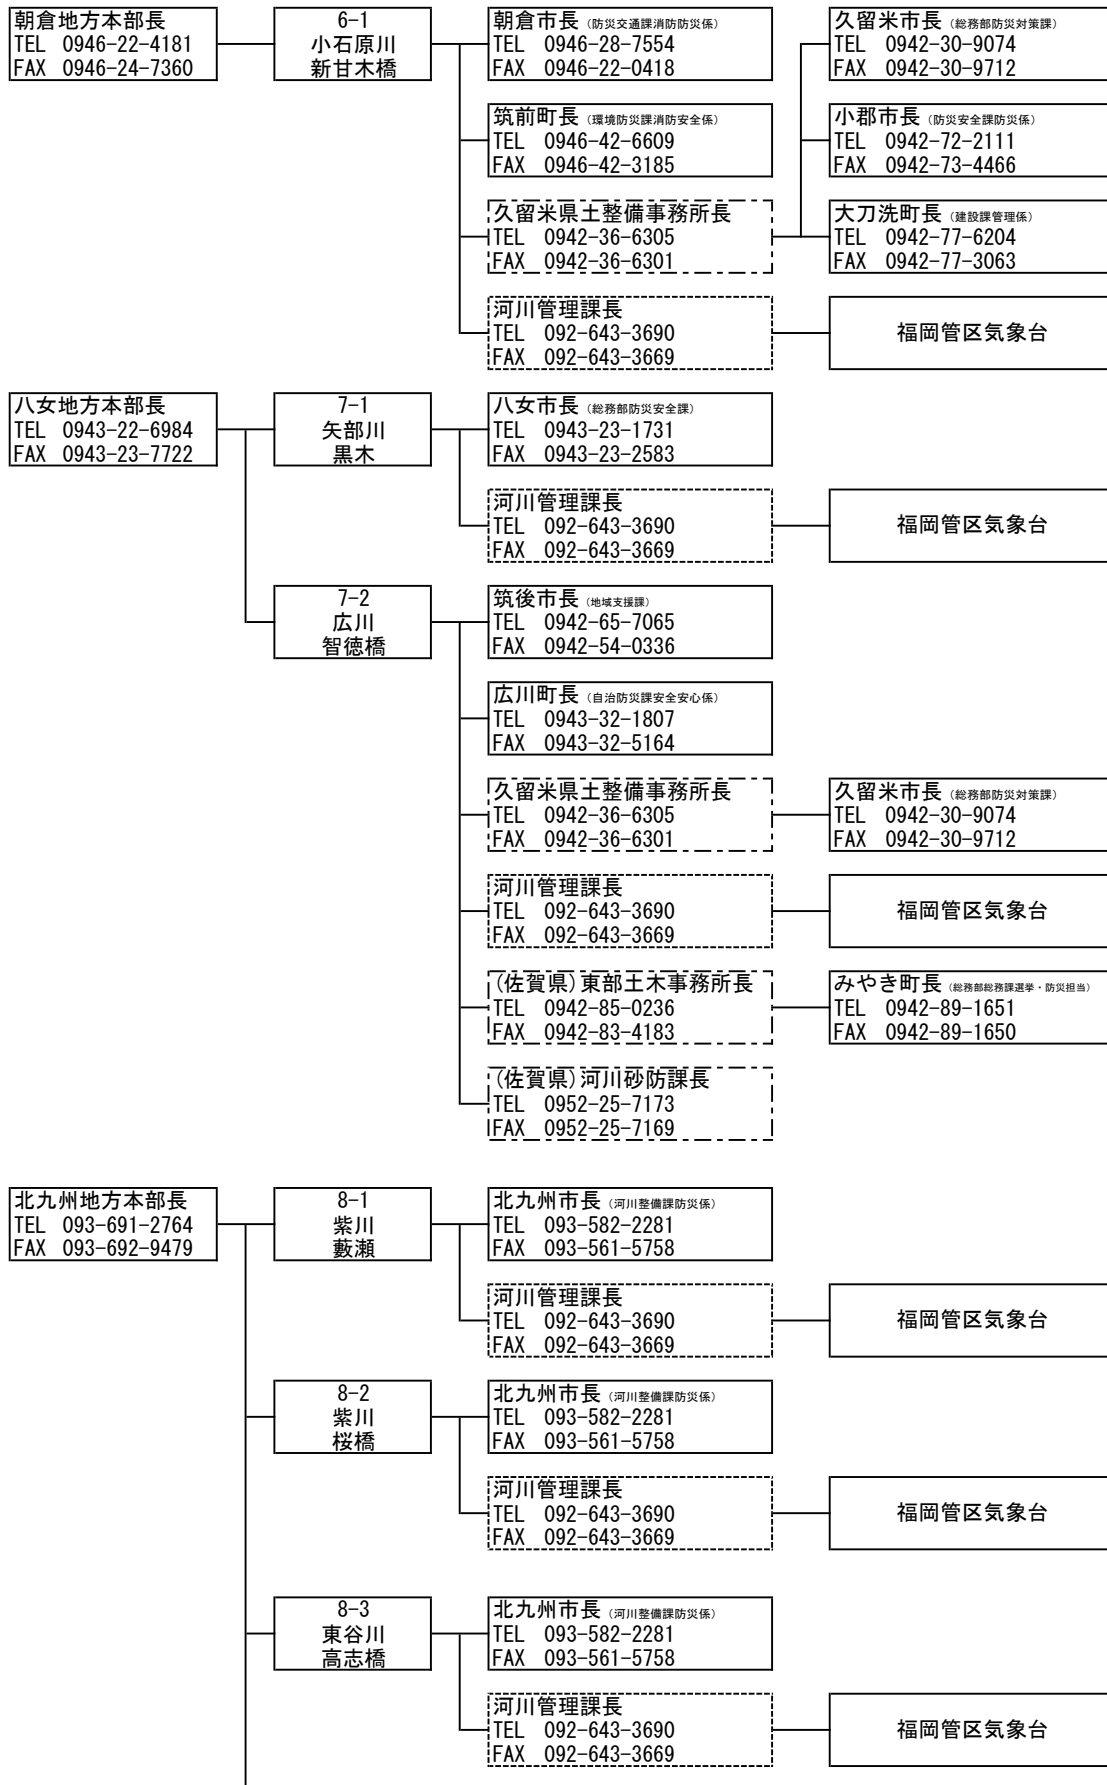 朝倉地方本部長
TEL 0946-22-4181
FAX 0946-24-7360
6-1
小石原川
新甘木橋
朝倉市長 (防災交通課消防防災係)
TEL 0946-28-7554
FAX 0946-22-0418
久留米市長 (総務部防災対策課)
TEL 0942-30-9074
FAX 0942-30-9712
筑前町長 (環境防災課消防安全係)
TEL 0946-42-6609
FAX 0946-42-3185
小郡市長 (防災安全課防災係)
TEL 0942-72-2111
FAX 0942-73-4466
久留米県土整備事務所長
TEL 0942-36-6305
FAX 0942-36-6301
大刀洗町長 (建設課管理係)
TEL 0942-77-6204
FAX 0942-77-3063
河川管理課長
TEL 092-643-3690
FAX 092-643-3669
福岡管区気象台
八女地方本部長
TEL 0943-22-6984
FAX 0943-23-7722
7-1
矢部川
黒木
八女市長 (総務部防災安全課)
TEL 0943-23-1731
FAX 0943-23-2583
河川管理課長
TEL 092-643-3690
FAX 092-643-3669
福岡管区気象台
7-2
広川
智徳橋
筑後市長 (地域支援課)
TEL 0942-65-7065
FAX 0942-54-0336
広川町長 (自治防災課安全安心係)
TEL 0943-32-1807
FAX 0943-32-5164
久留米県土整備事務所長
TEL 0942-36-6305
FAX 0942-36-6301
久留米市長 (総務部防災対策課)
TEL 0942-30-9074
FAX 0942-30-9712
河川管理課長
TEL 092-643-3690
FAX 092-643-3669
福岡管区気象台
(佐賀県)東部土木事務所長
TEL 0942-85-0236
FAX 0942-83-4183
みやき町長 (総務部総務課選挙・防災担当)
TEL 0942-89-1651
FAX 0942-89-1650
(佐賀県)河川砂防課長
TEL 0952-25-7173
FAX 0952-25-7169
北九州地方本部長
TEL 093-691-2764
FAX 093-692-9479
8-1
紫川
藪瀬
北九州市長 (河川整備課防災係)
TEL 093-582-2281
FAX 093-561-5758
河川管理課長
TEL 092-643-3690
FAX 092-643-3669
福岡管区気象台
8-2
紫川
桜橋
北九州市長 (河川整備課防災係)
TEL 093-582-2281
FAX 093-561-5758
河川管理課長
TEL 092-643-3690
FAX 092-643-3669
福岡管区気象台
8-3
東谷川
高志橋
北九州市長 (河川整備課防災係)
TEL 093-582-2281
FAX 093-561-5758
河川管理課長
TEL 092-643-3690
FAX 092-643-3669
福岡管区気象台